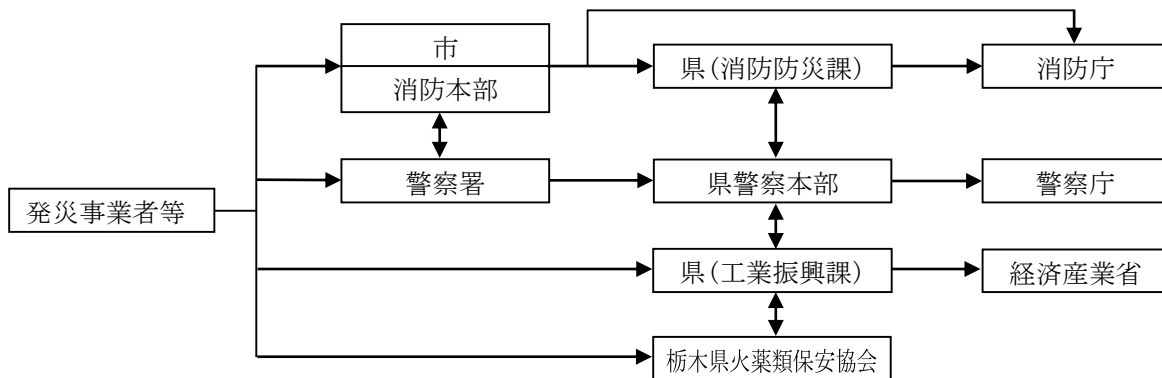 市
消防本部
県(消防防災課)
消防庁
警察署
県警察本部
警察庁
発災事業者等
県(工業振興課)
経済産業省
栃木県火薬類保安協会